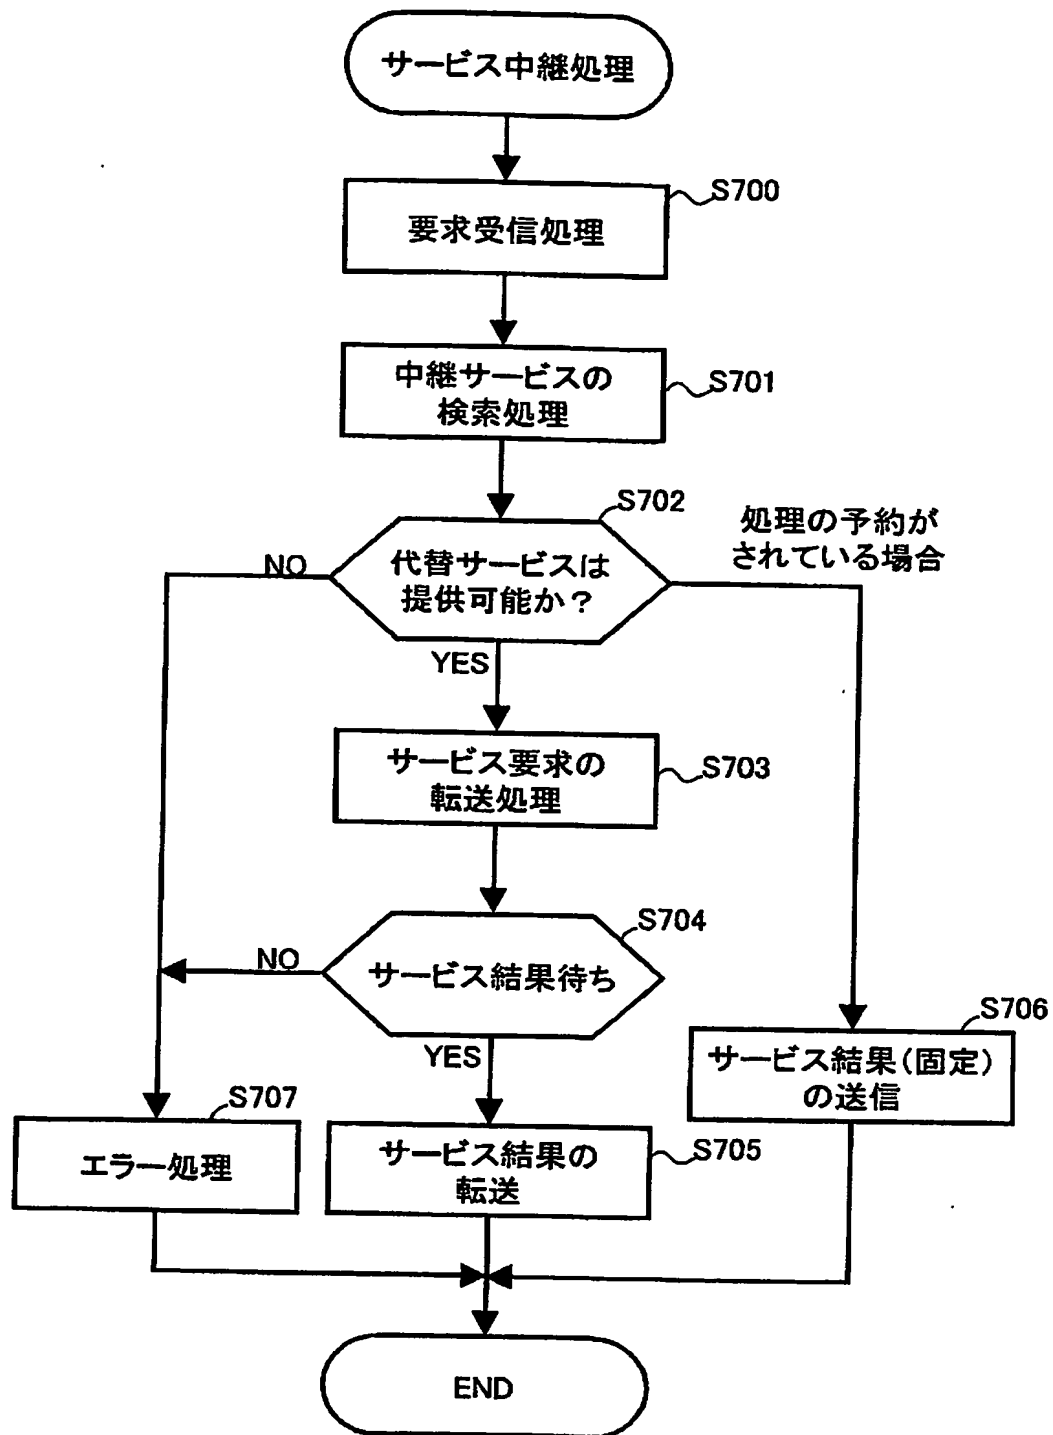 サービス中継処理
S700
要求受信処理
S701
中継サービスの
検索処理
S702
処理の予約が
されている場合
NO
代替サービスは
提供可能か？
YES
サービス要求の
転送処理
S703
S704
NO
サービス結果待ち
YES
S706
サービス結果(固定)
の送信
S707
エラー処理
サービス結果の
転送
S705
END